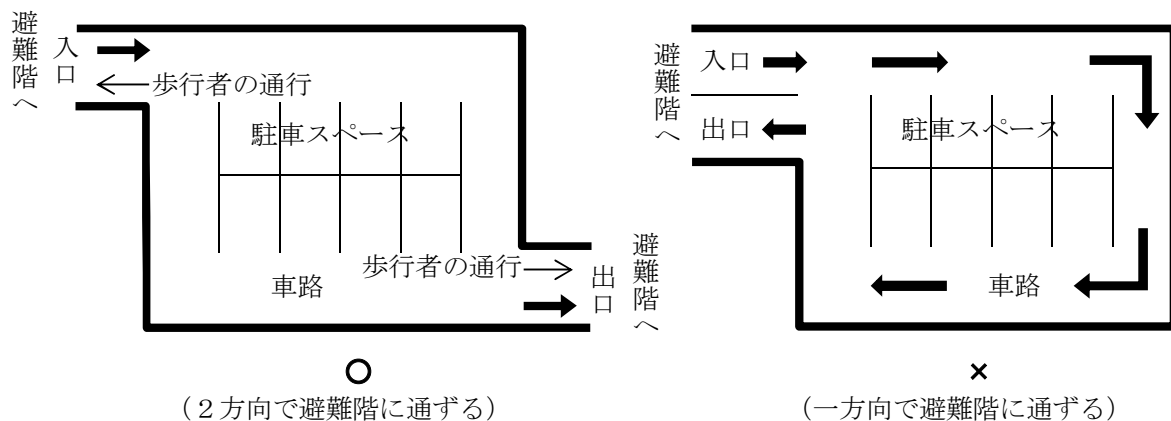 避難階へ
入口
歩行者の通行
駐車スペース
歩行者の通行
車路
出口
避難階へ
○
(2方向で避難階に通ずる)
避難階へ
入口
出口
駐車スペース
車路
×
(一方向で避難階に通ずる)